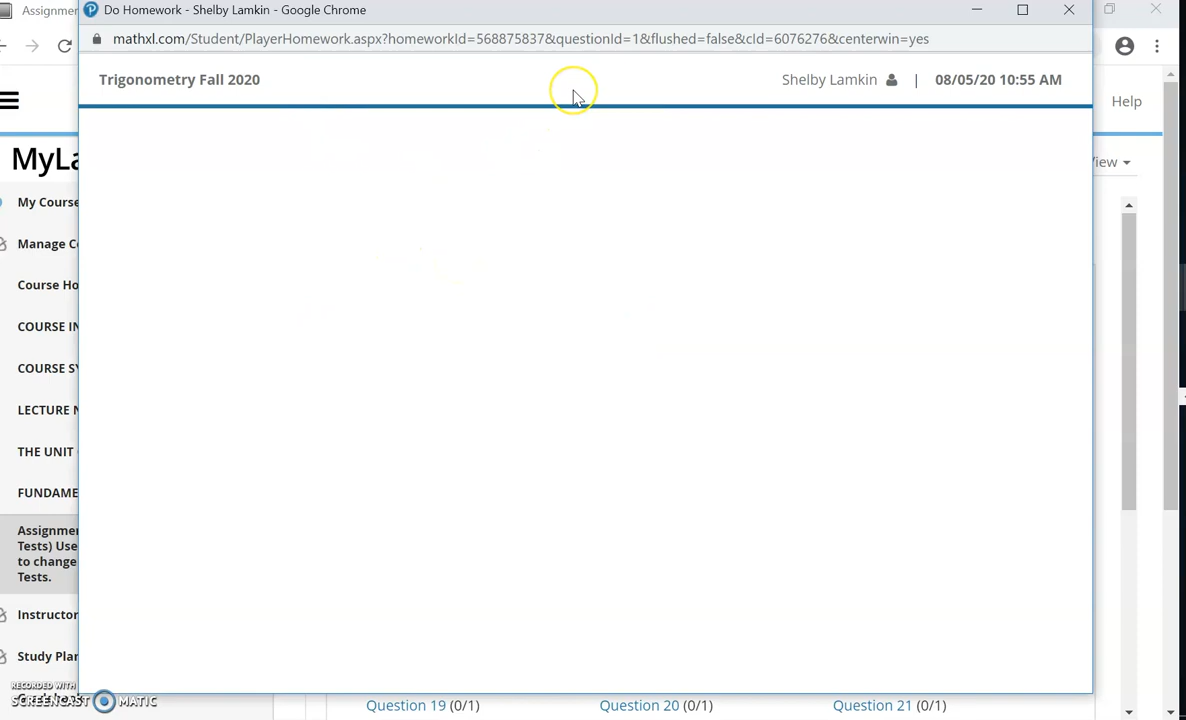 Assignmen
Do Homework - Shelby Lamkin - Google Chrome
mathxl.com/Student/PlayerHomework.aspx?homeworkId=568875837&questionId=1&flushed=false&cId=6076276&centerwin=yes
Trigonometry Fall 2020
Shelby Lamkin | 08/05/20 10:55 AM
Help
MyLa
View
My Course
Manage Co
Course Ho
COURSE IN
COURSE SY
LECTURE N
THE UNIT
FUNDAME
Assignmen
Tests) Use
to change
Tests.
Instructor
Study Plan
RECORDED WITH
SCREENCAST MATIC
Question 19 (0/1)
Question 20 (0/1)
Question 21 (0/1)